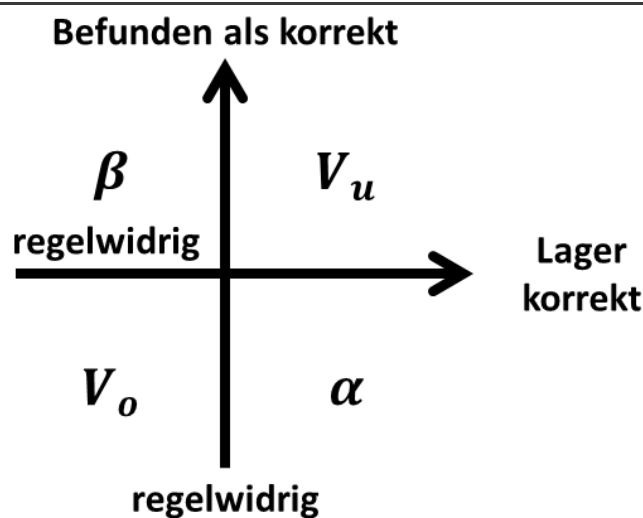 Befunden als korrekt
β V_u
regelwidrig
Lager
korrekt
V_o α
regelwidrig